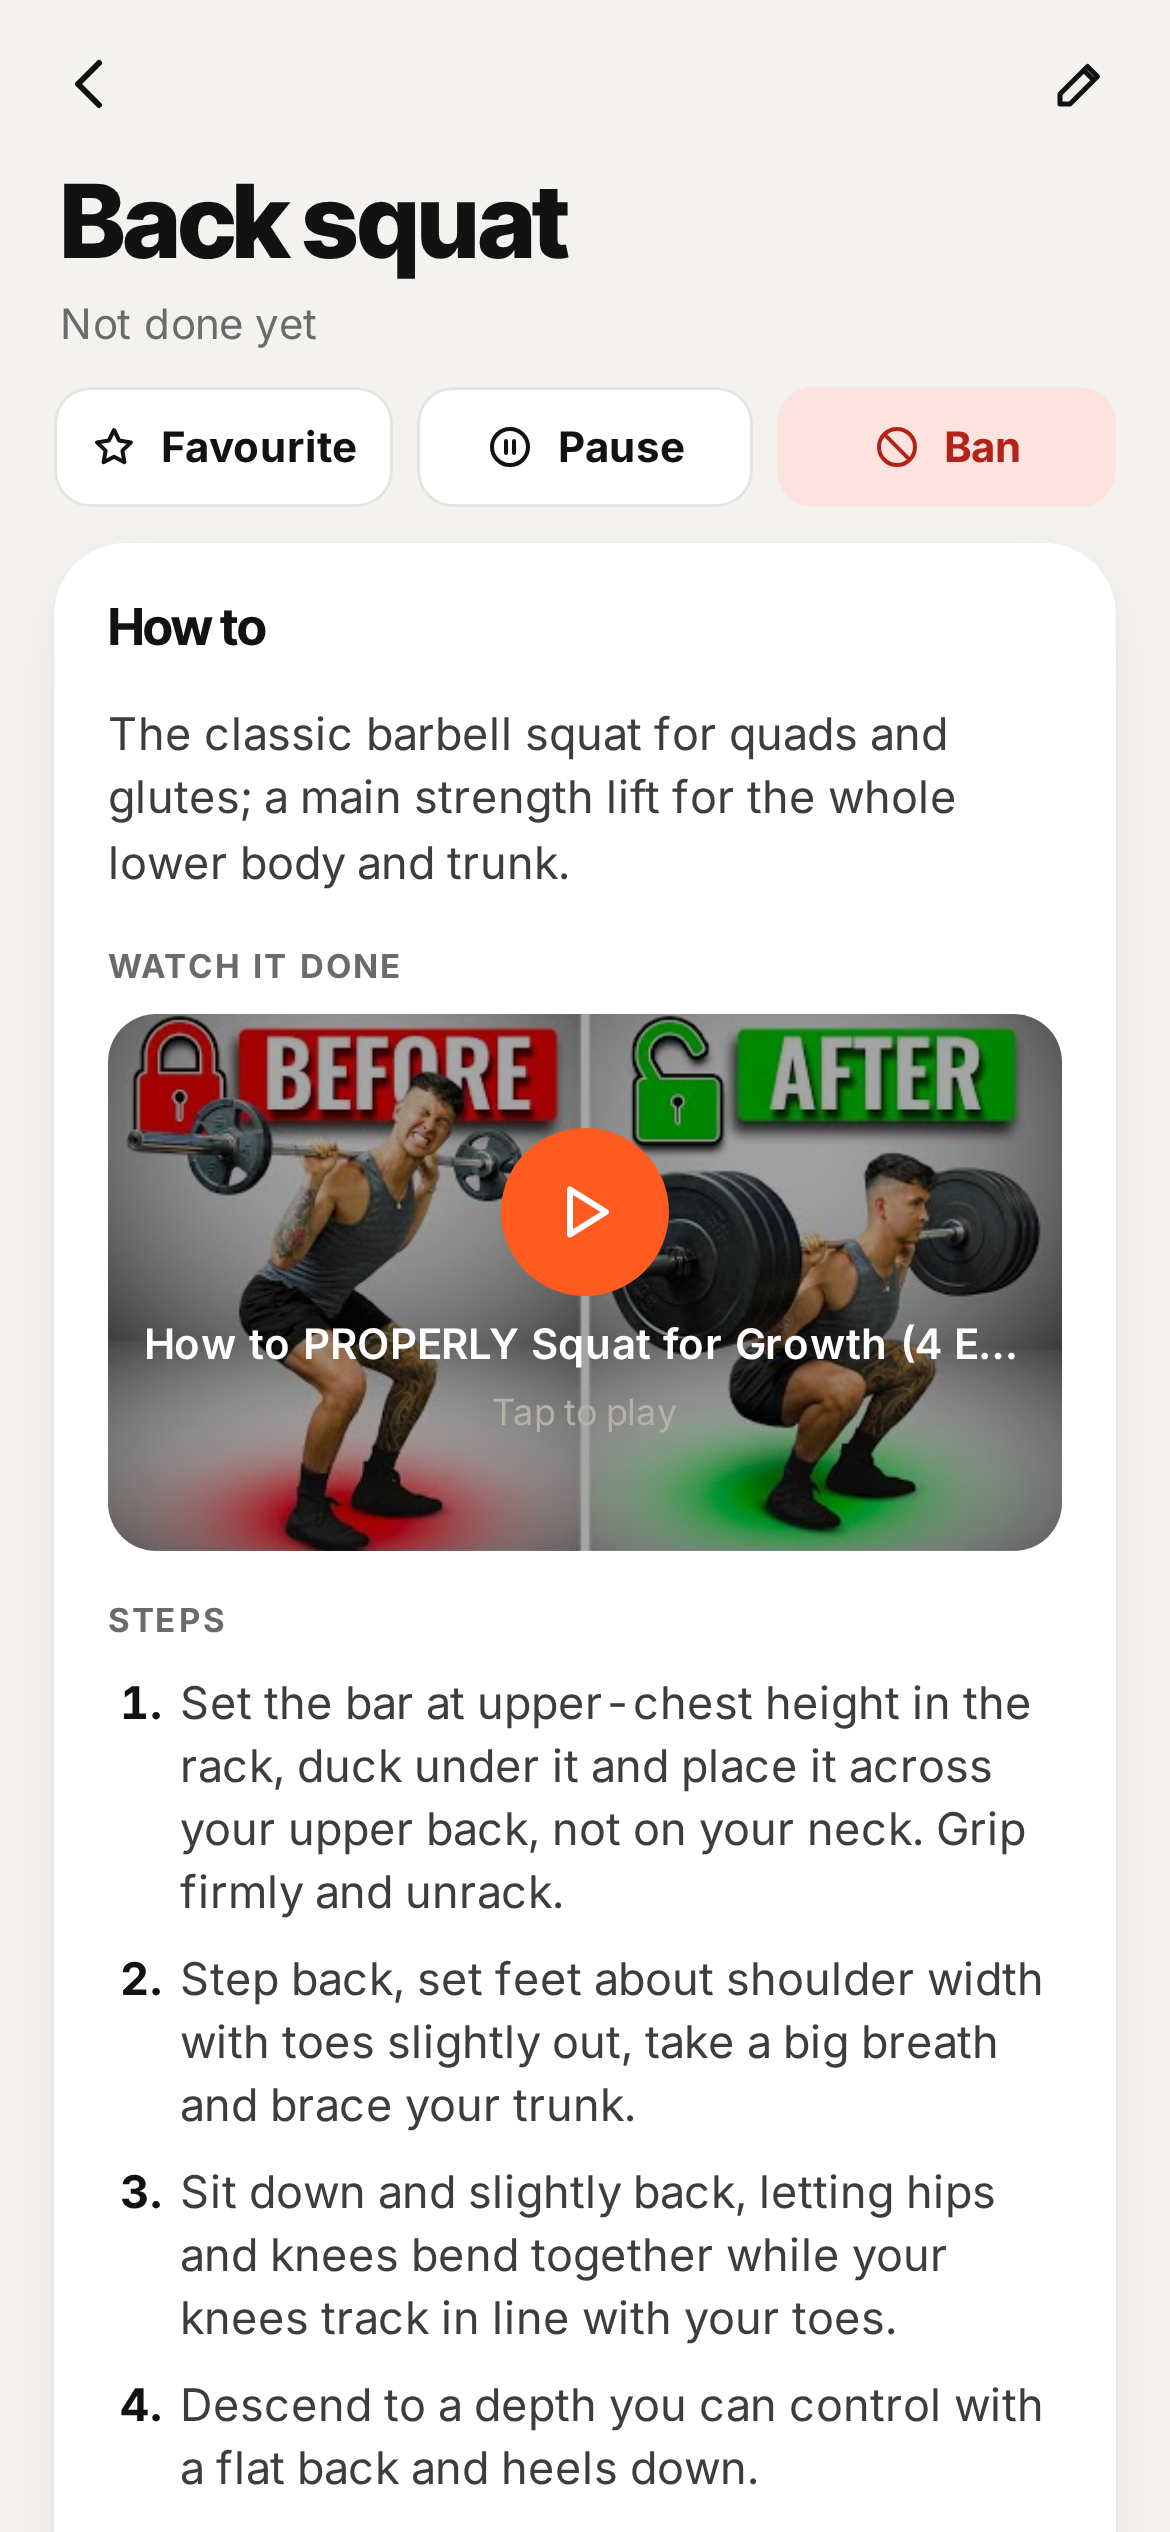 Back squat
Not done yet
Favourite
Pause
Ban
How to
The classic barbell squat for quads and
glutes; a main strength lift for the whole
lower body and trunk.
WATCH IT DONE
BEFORE
AFTER
How to PROPERLY Squat for Growth (4 E...
Tap to play
STEPS
1. Set the bar at upper-chest height in the
rack, duck under it and place it across
your upper back, not on your neck. Grip
firmly and unrack.
2. Step back, set feet about shoulder width
with toes slightly out, take a big breath
and brace your trunk.
3. Sit down and slightly back, letting hips
and knees bend together while your
knees track in line with your toes.
4. Descend to a depth you can control with
a flat back and heels down.